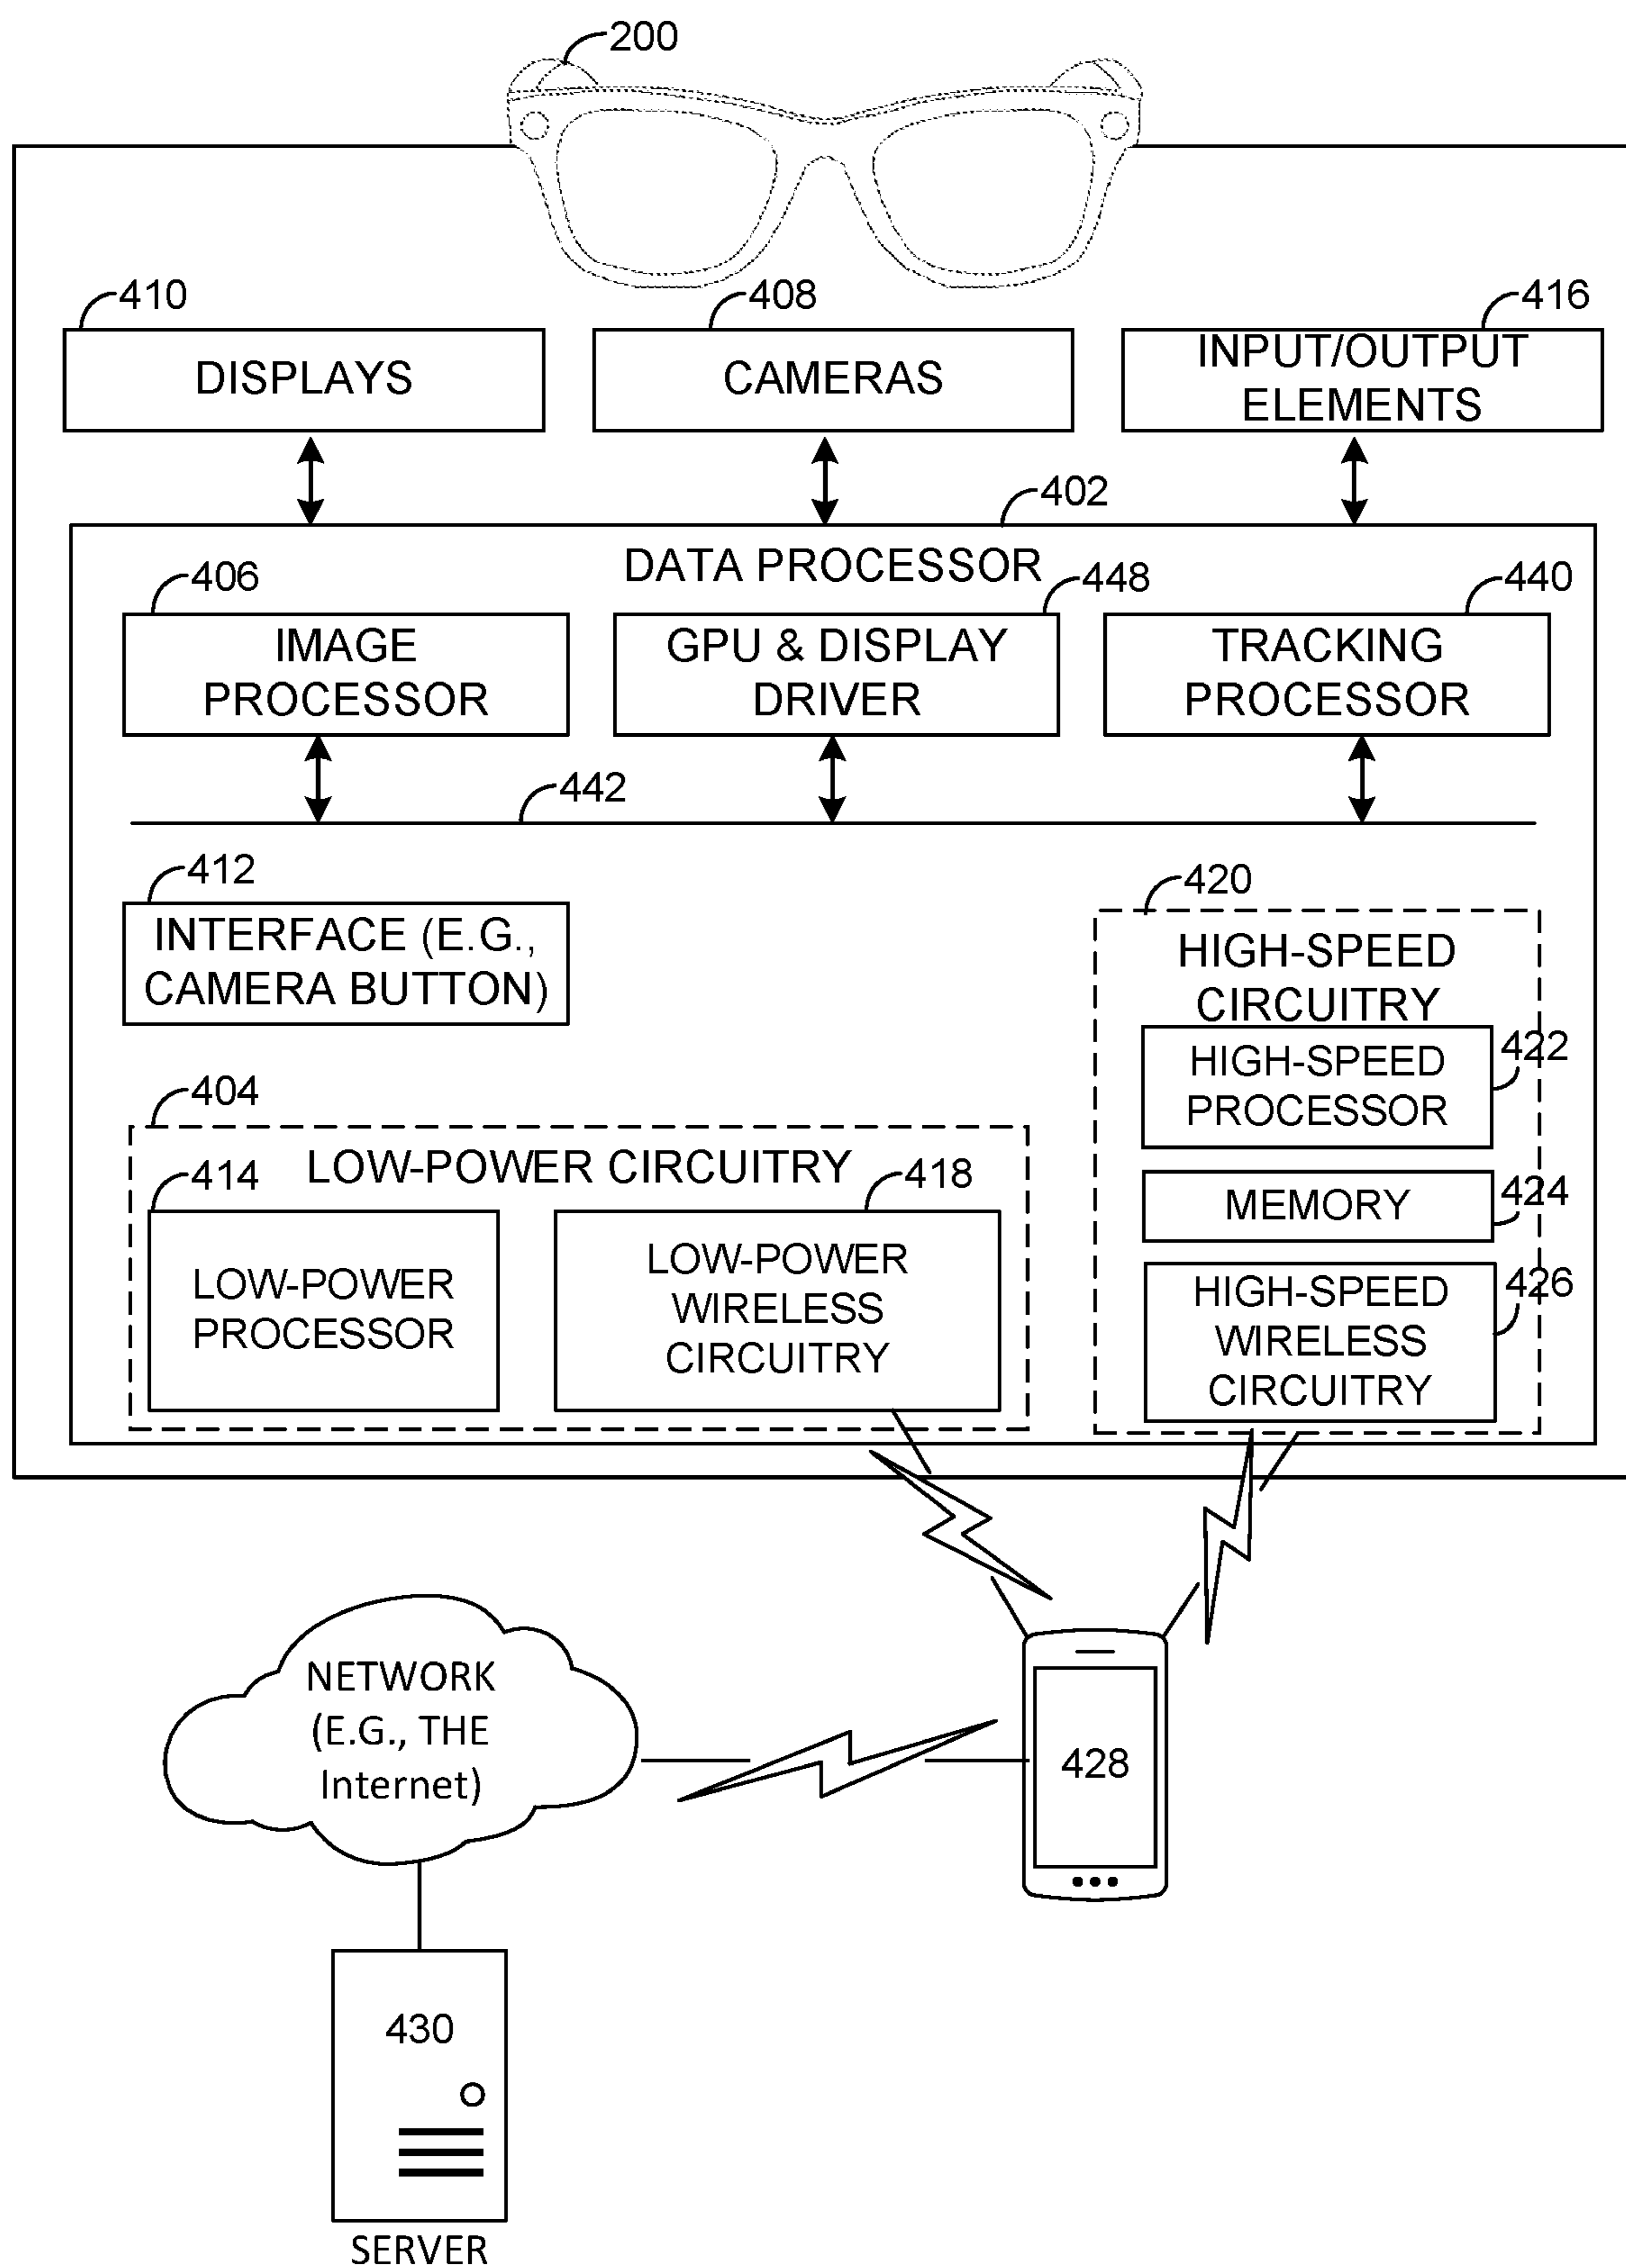 200
410
408
416
DISPLAYS
CAMERAS
INPUT/OUTPUT
ELEMENTS
402
DATA PROCESSOR
406
448
440
IMAGE
PROCESSOR
GPU & DISPLAY
DRIVER
TRACKING
PROCESSOR
442
412
INTERFACE (E.G.,
CAMERA BUTTON)
420
HIGH-SPEED
CIRCUITRY
422
HIGH-SPEED
PROCESSOR
404
LOW-POWER CIRCUITRY
414
418
LOW-POWER
PROCESSOR
LOW-POWER
WIRELESS
CIRCUITRY
424
MEMORY
426
HIGH-SPEED
WIRELESS
CIRCUITRY
NETWORK
(E.G., THE
Internet)
428
430
SERVER